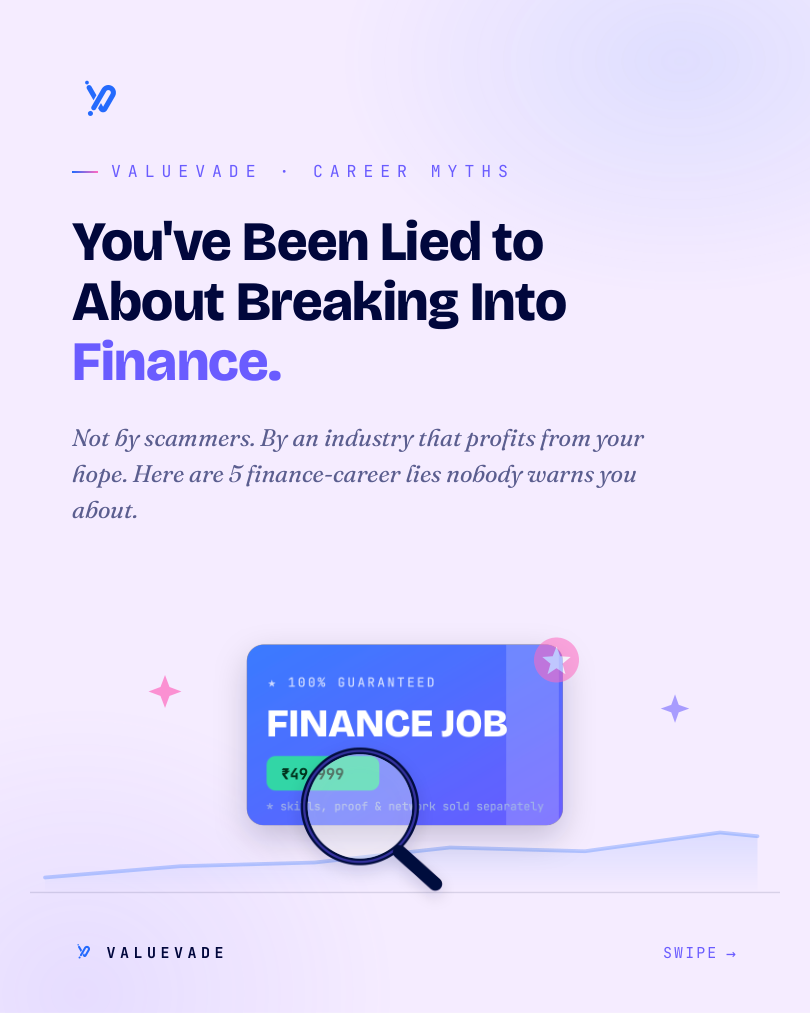 VALUEVADE · CAREER MYTHS
You've Been Lied to
About Breaking Into
Finance.
Not by scammers. By an industry that profits from your
hope. Here are 5 finance-career lies nobody warns you
about.
★ 100% GUARANTEED
FINANCE JOB
₹49,999
* skills, proof & network sold separately
VALUEVADE
SWIPE →